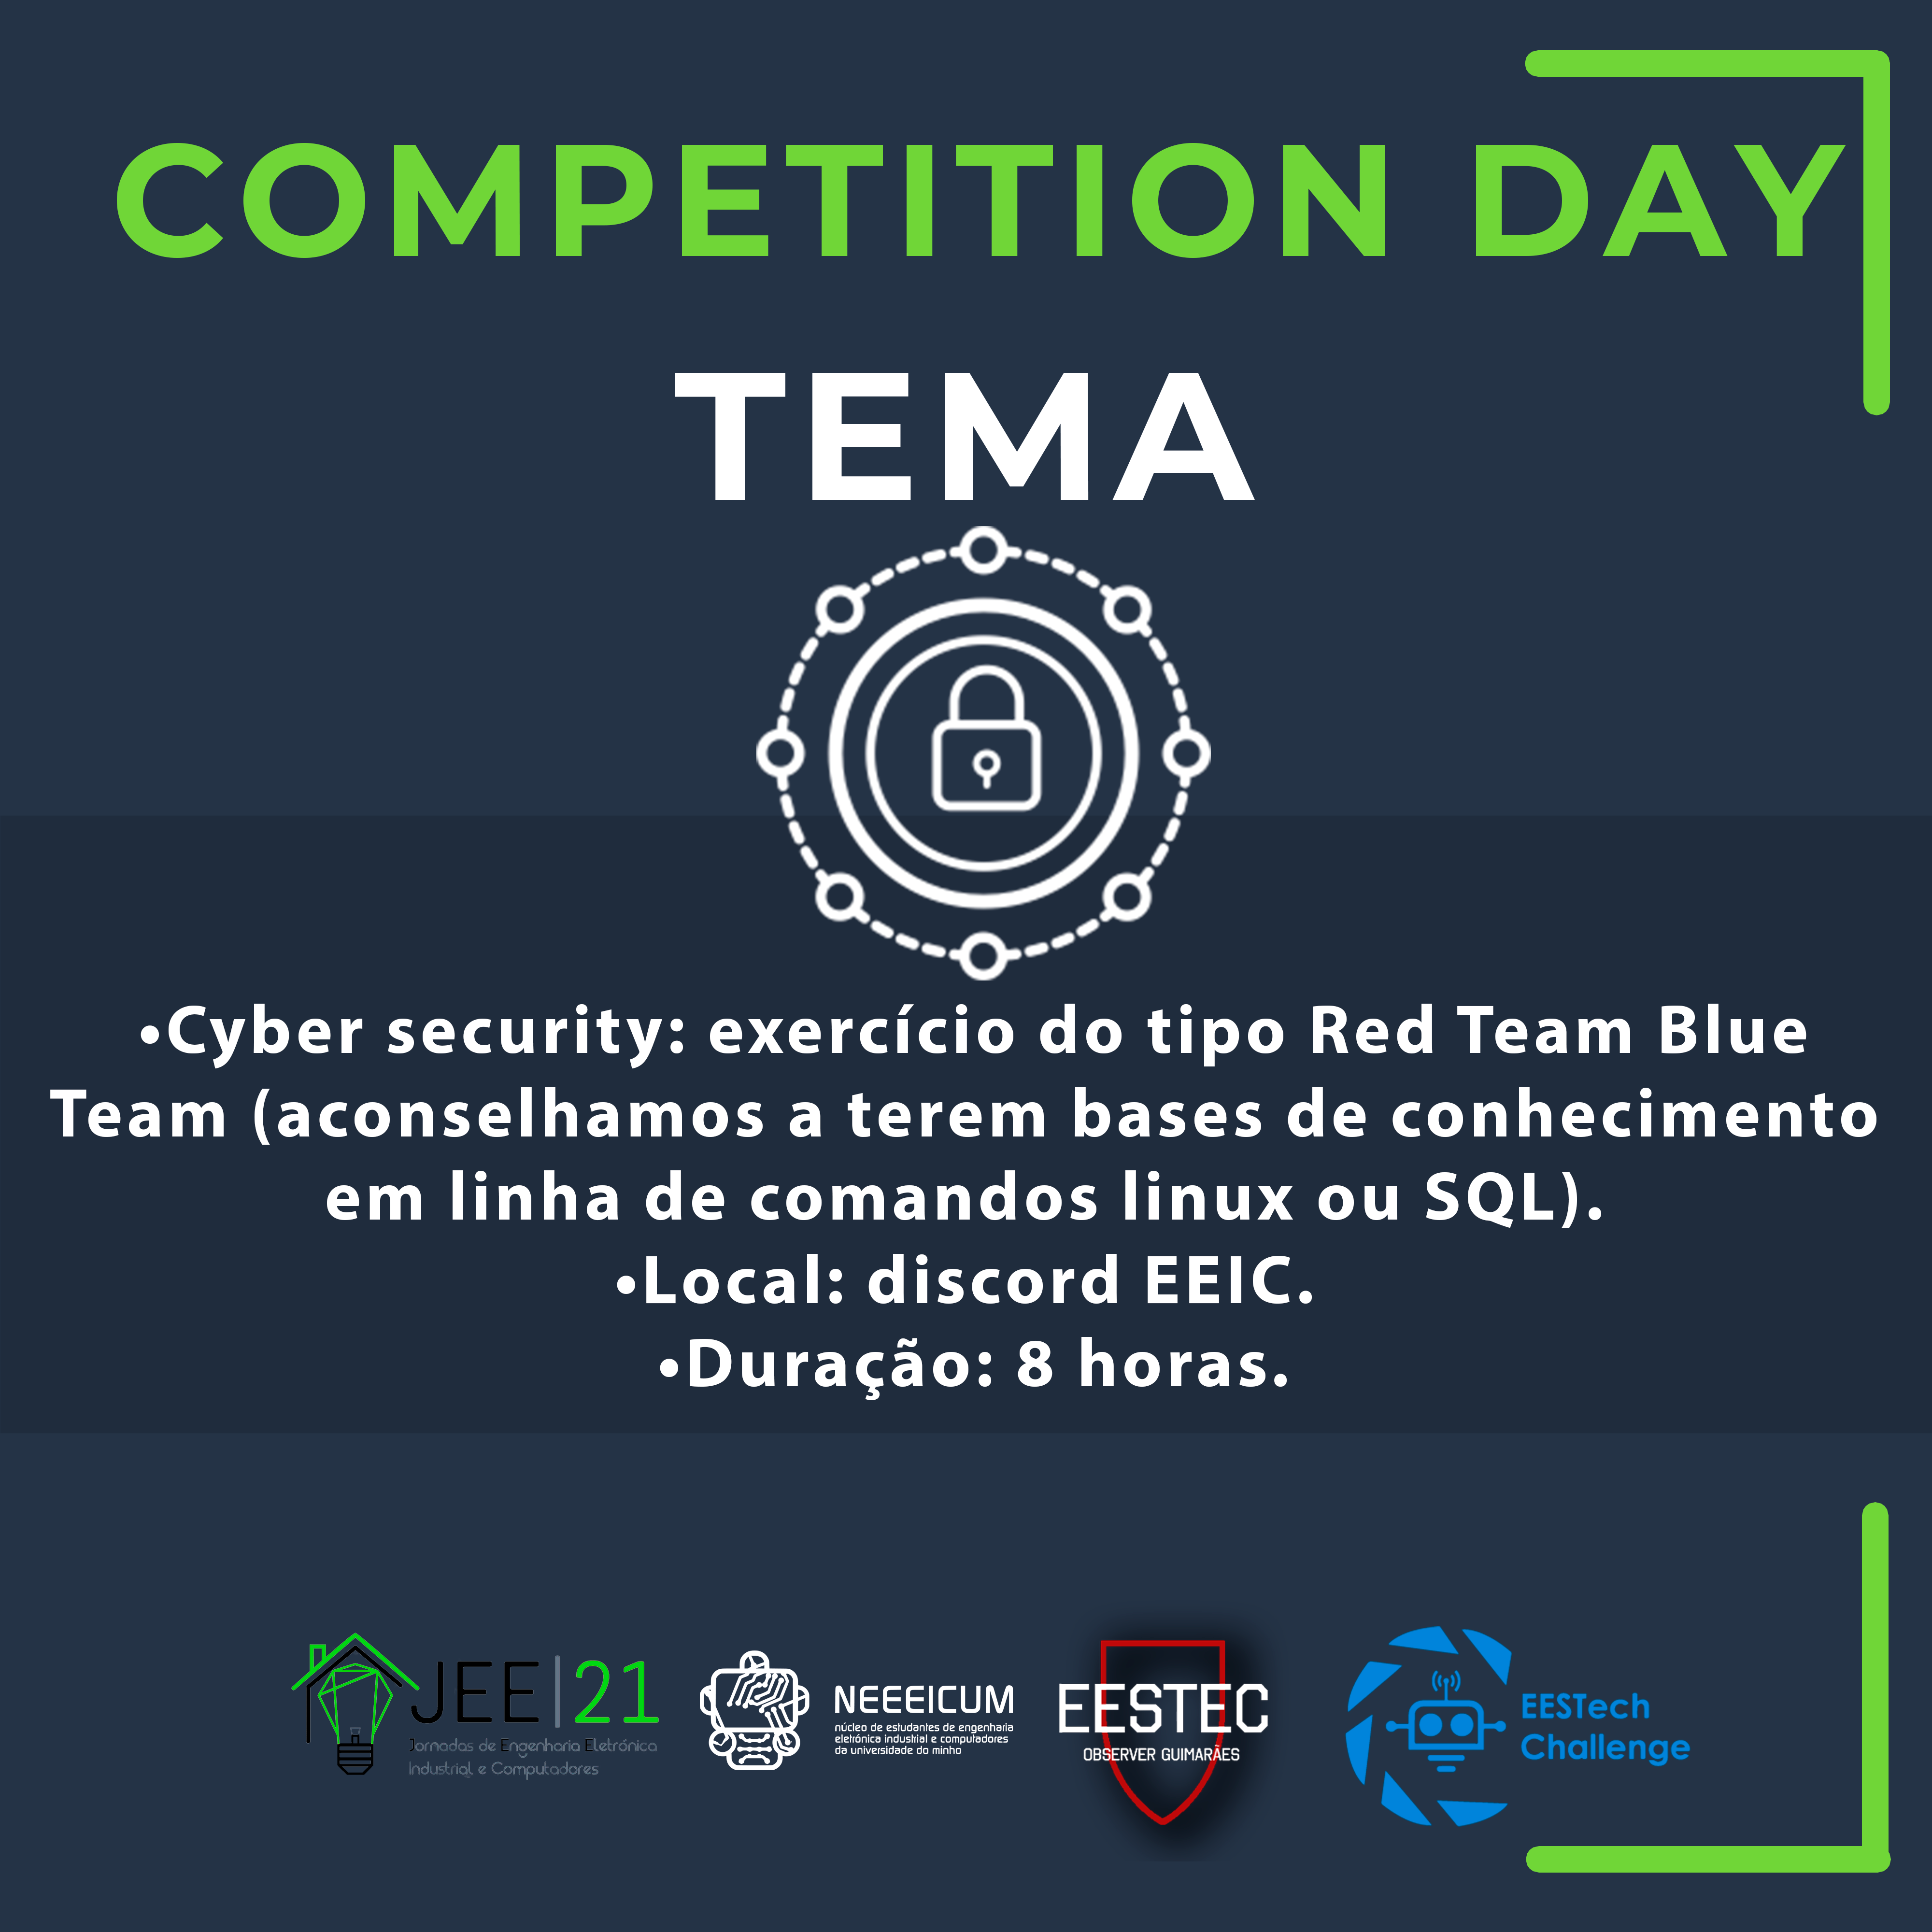 COMPETITION DAY
TEMA
•Cyber security: exercício do tipo Red Team Blue
Team (aconselhamos a terem bases de conhecimento
em linha de comandos linux ou SQL).
•Local: discord EEIC.
•Duração: 8 horas.
JEE|21
Jornadas de Engenharia Eletrónica
Industrial e Computadores
NEEEICUM
núcleo de estudantes de engenharia
eletrónica industrial e computadores
da universidade do minho
EESTEC
OBSERVER GUIMARÃES
EESTech
Challenge